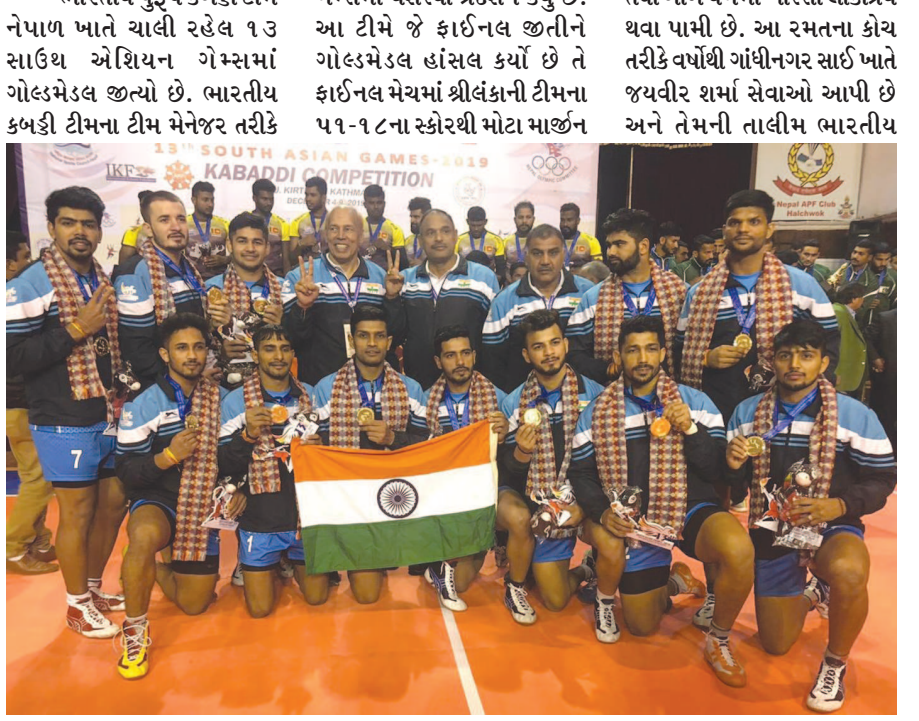 નેપાળ ખાતે ચાલી રહેલ ૧૩
સાઉથ એશિયન ગેમ્સમાં
ગોલ્ડમેડલ જીત્યો છે. ભારતીય
કબડ્ડી ટીમના ટીમ મેનેજર તરીકે
આ ટીમે જે ફાઈનલ જીતીને
ગોલ્ડમેડલ હાંસલ કર્યો છે તે
ફાઈનલ મેચમાં શ્રીલંકાની ટીમના
૫૧-૧૮ના સ્કોરથી મોટા માર્જીન
થવા પામી છે. આ રમતના કોચ
તરીકે વર્ષોથી ગાંધીનગર સાઈ ખાતે
જયવીર શર્મા સેવાઓ આપી છે
અને તેમની તાલીમ ભારતીય
13th SOUTH ASIAN GAMES-2019
IKF
KABADDI COMPETITION
Nepal APF Club
Halchwok
7
1